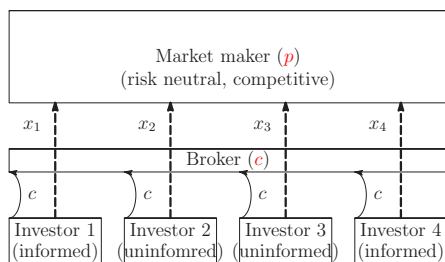 Market maker (p)
(risk neutral, competitive)
x1 x2 x3 x4
Broker (c)
c c c c
Investor 1 Investor 2 Investor 3 Investor 4
(informed) (uninfomred) (uninformed) (informed)